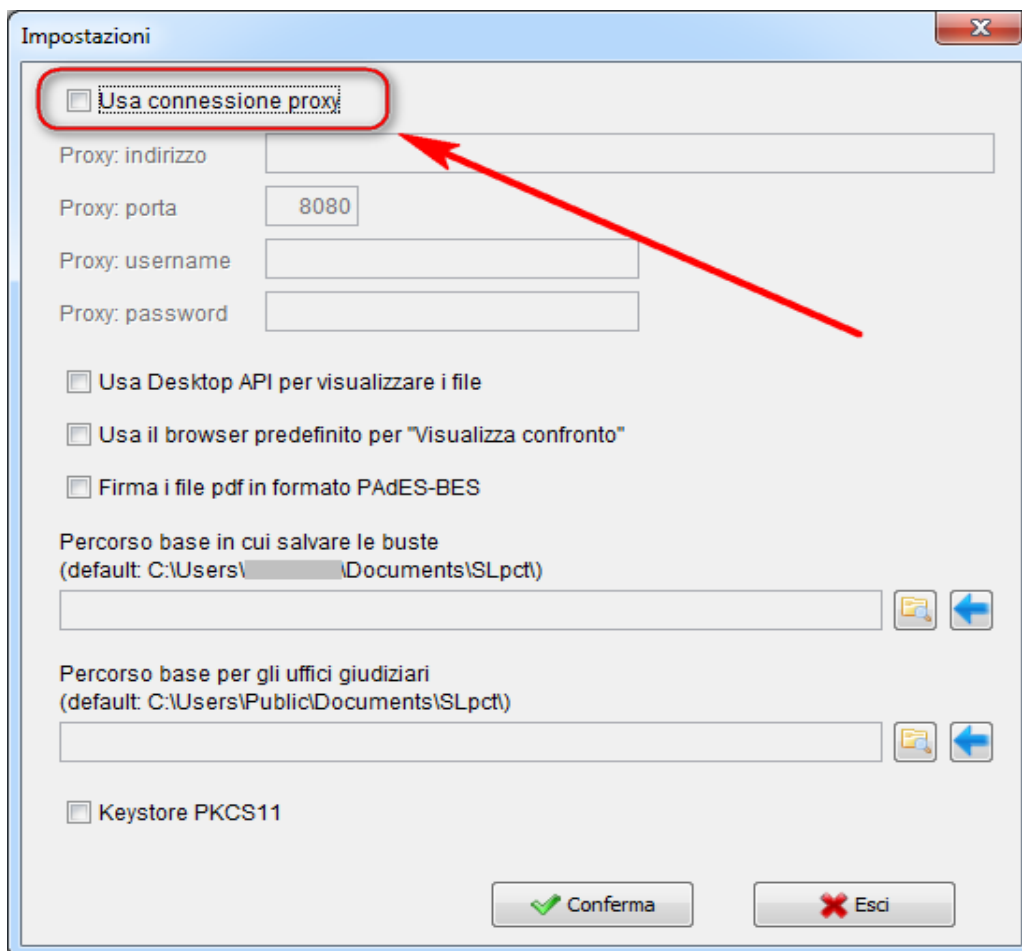 Impostazioni
Usa connessione proxy
Proxy: indirizzo
Proxy: porta 8080
Proxy: username
Proxy: password
Usa Desktop API per visualizzare i file
Usa il browser predefinito per "Visualizza confronto"
Firma i file pdf in formato PAdES-BES
Percorso base in cui salvare le buste
(default: C:\Users\ \Documents\SLpct\)
Percorso base per gli uffici giudiziari
(default: C:\Users\Public\Documents\SLpct\)
Keystore PKCS11
Conferma Esci